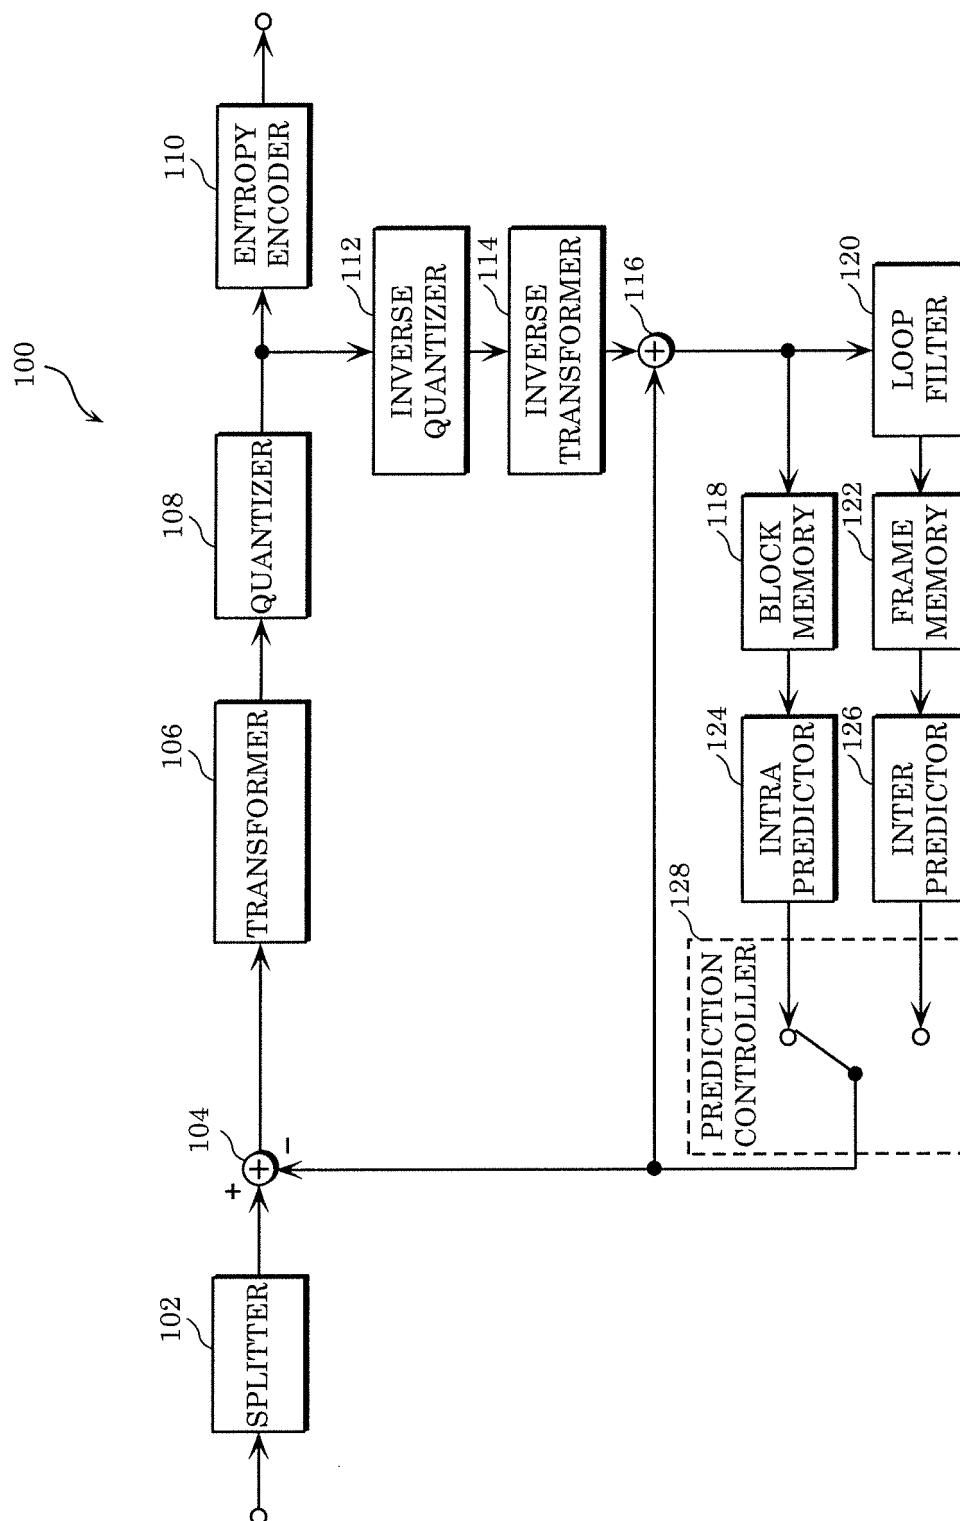 100
102
SPLITTER
104
+
−
106
TRANSFORMER
108
QUANTIZER
110
ENTROPY
ENCODER
112
INVERSE
QUANTIZER
114
INVERSE
TRANSFORMER
116
128
PREDICTION
CONTROLLER
124
INTRA
PREDICTOR
118
BLOCK
MEMORY
126
INTER
PREDICTOR
122
FRAME
MEMORY
120
LOOP
FILTER